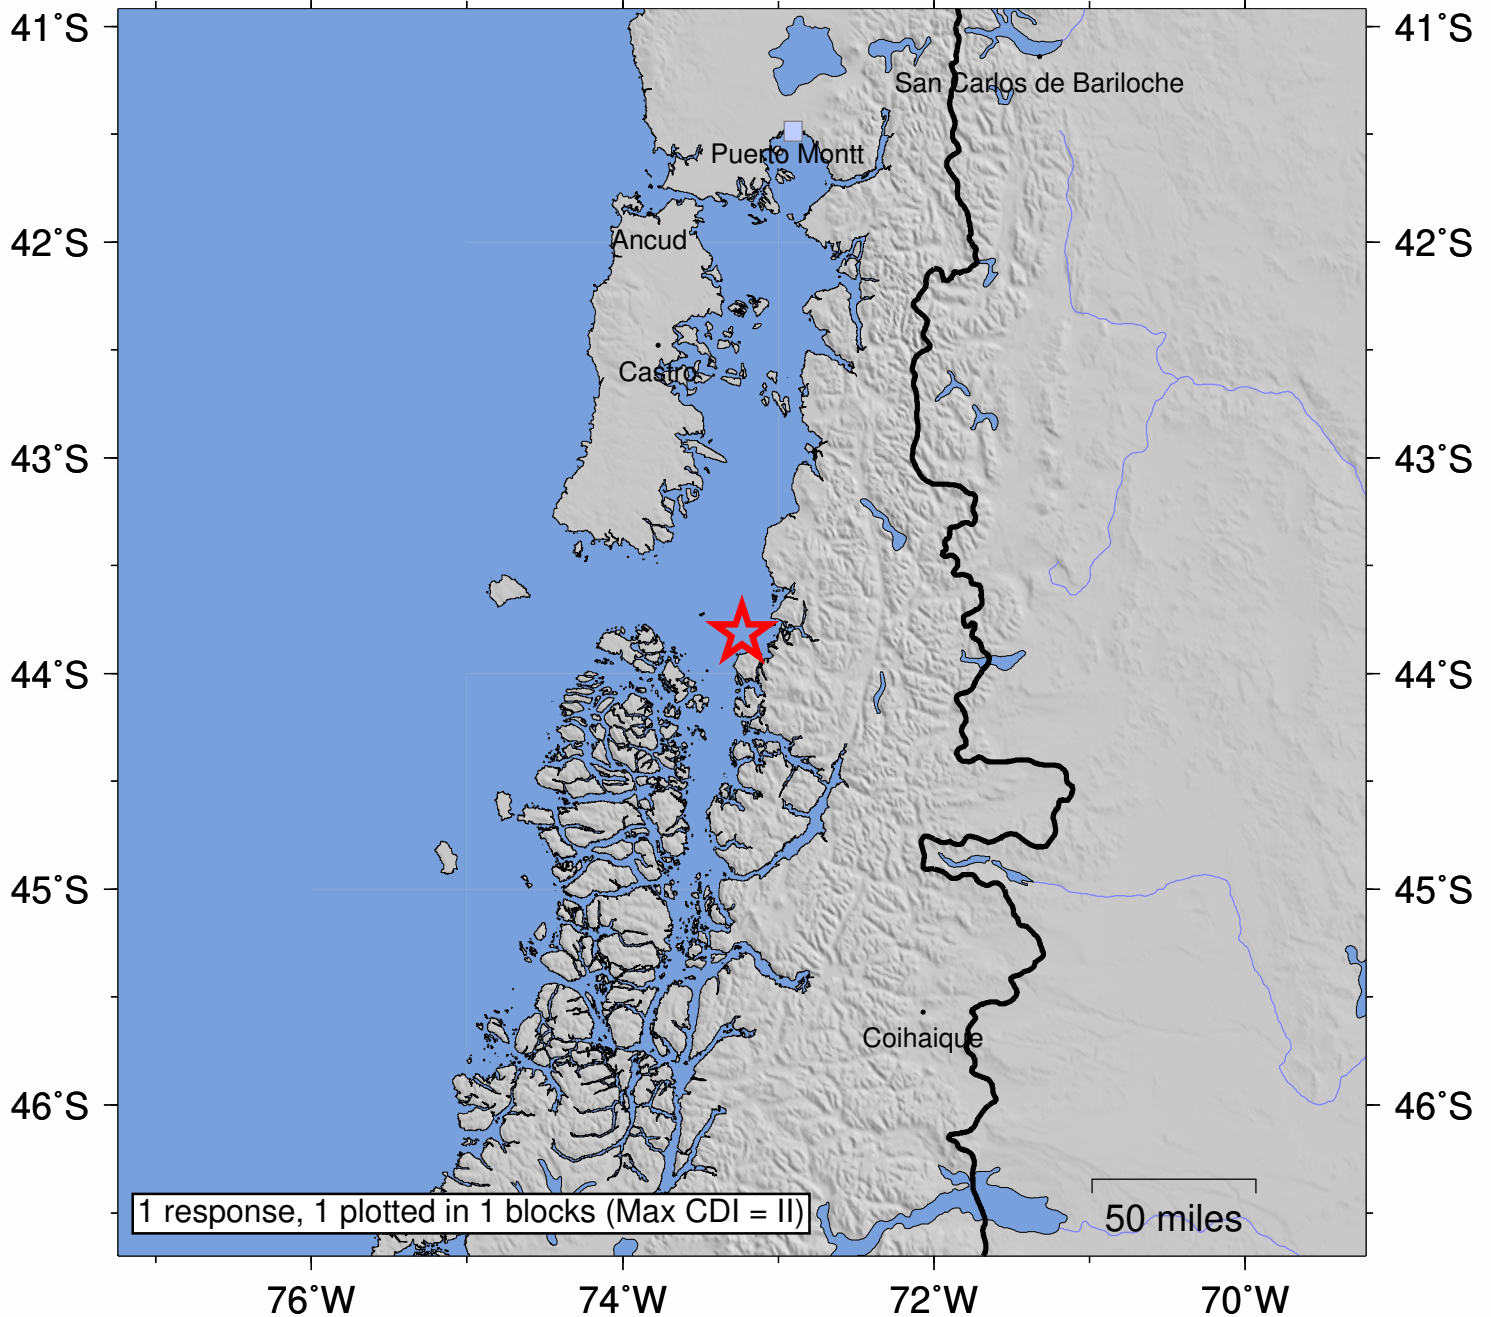 41°S
41°S
San Carlos de Bariloche
Puerto Montt
42°S
Ancud
42°S
Castro
43°S
43°S
44°S
44°S
45°S
45°S
Coihaique
46°S
46°S
1 response, 1 plotted in 1 blocks (Max CDI = II)
50 miles
76°W
74°W
72°W
70°W